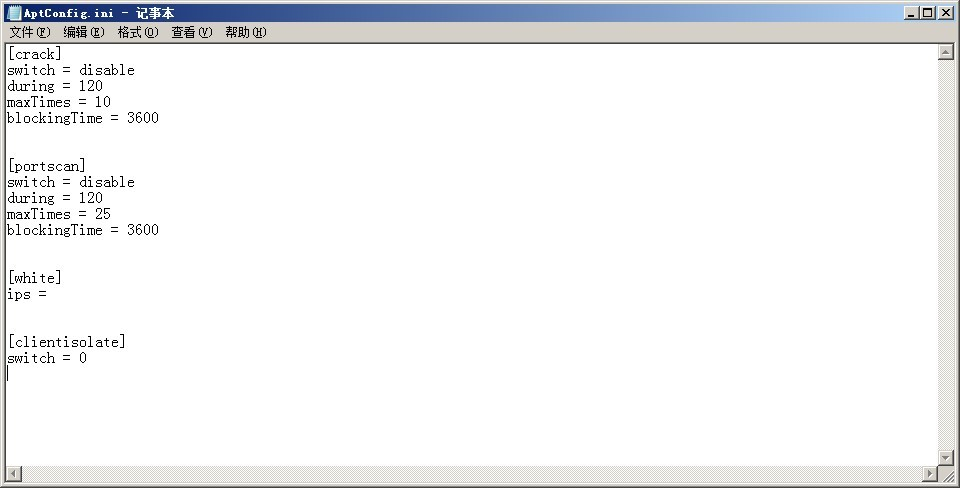 AptConfig.ini - 记事本
文件(F) 编辑(E) 格式(O) 查看(V) 帮助(H)
[crack]
switch = disable
during = 120
maxTimes = 10
blockingTime = 3600
[portscan]
switch = disable
during = 120
maxTimes = 25
blockingTime = 3600
[white]
ips =
[clientisolate]
switch = 0